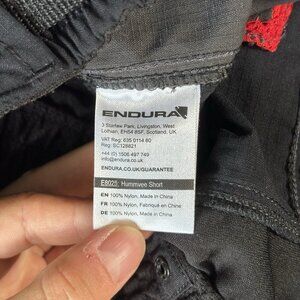 ENDURA
3 Starlaw Park, Livingston, West
Lothian, EH54 8SF, Scotland, UK
VAT Reg: 635 0114 60
Reg: SC128821
+44 (0) 1506 497 749
info@endura.co.uk
ENDURA.CO.UK/GUARANTEE
E8025: Hummvee Short
EN 100% Nylon, Made in China
FR 100% Nylon, Fabriqué en Chine
DE 100% Nylon, Made in China